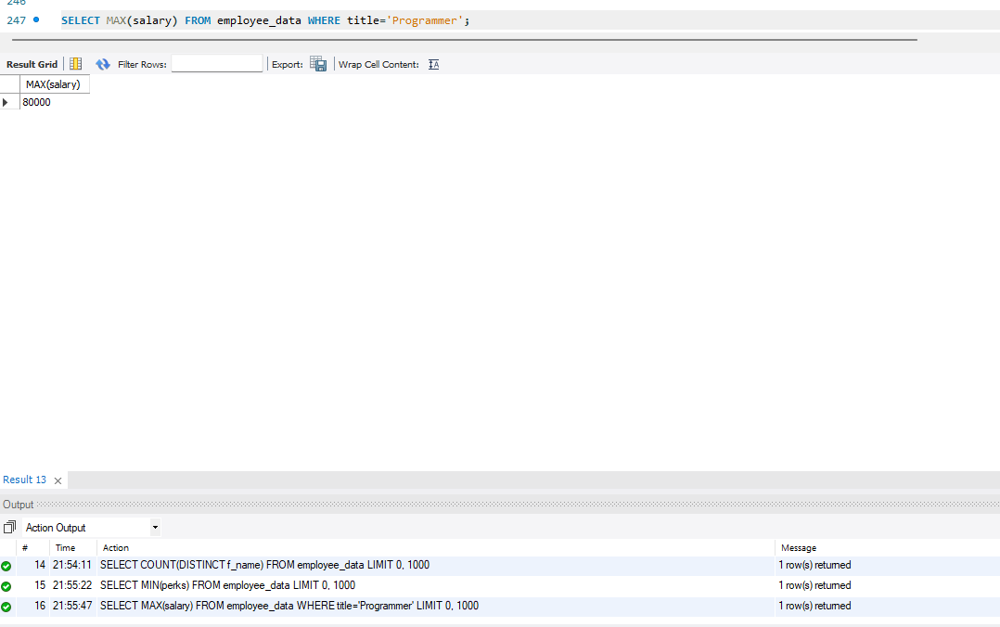 246
247 SELECT MAX(salary) FROM employee_data WHERE title='Programmer';
Result Grid Filter Rows: Export: Wrap Cell Content: IA
MAX(salary)
80000
Result 13
Output
Action Output
# Time Action Message
14 21:54:11 SELECT COUNT(DISTINCT f_name) FROM employee_data LIMIT 0, 1000 1 row(s) returned
15 21:55:22 SELECT MIN(perks) FROM employee_data LIMIT 0, 1000 1 row(s) returned
16 21:55:47 SELECT MAX(salary) FROM employee_data WHERE title='Programmer' LIMIT 0, 1000 1 row(s) returned